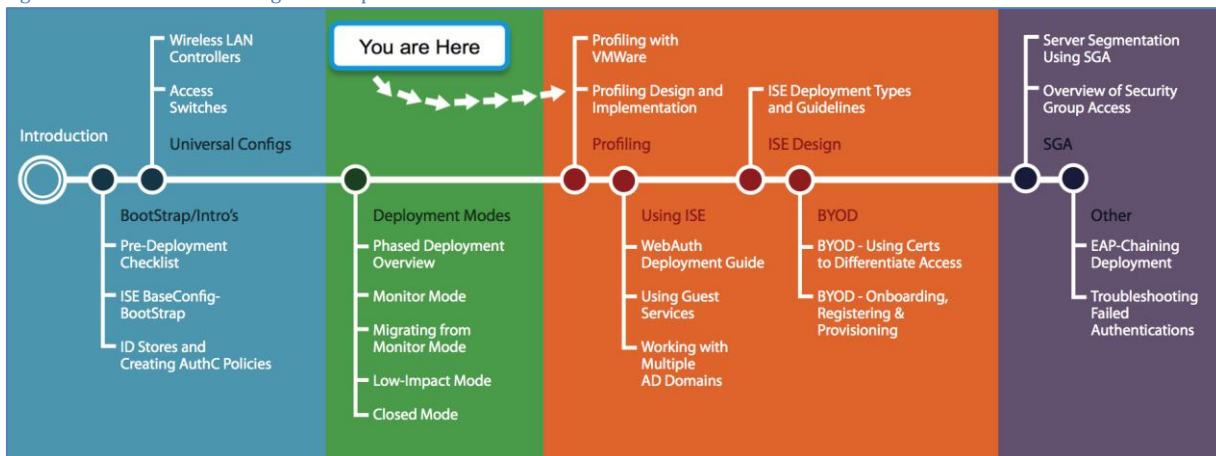 Wireless LAN
Controllers
Access
Switches
Universal Configs
Introduction
BootStrap/Intro's
Pre-Deployment
Checklist
ISE BaseConfig-
BootStrap
ID Stores and
Creating AuthC Policies
You are Here
Deployment Modes
Phased Deployment
Overview
Monitor Mode
Migrating from
Monitor Mode
Low-Impact Mode
Closed Mode
Profiling with
VMWare
Profiling Design and
Implementation
Profiling
Using ISE
WebAuth
Deployment Guide
Using Guest
Services
Working with
Multiple
AD Domains
ISE Deployment Types
and Guidelines
ISE Design
BYOD
BYOD - Using Certs
to Differentiate Access
BYOD - Onboarding,
Registering &
Provisioning
Server Segmentation
Using SGA
Overview of Security
Group Access
SGA
Other
EAP-Chaining
Deployment
Troubleshooting
Failed
Authentications